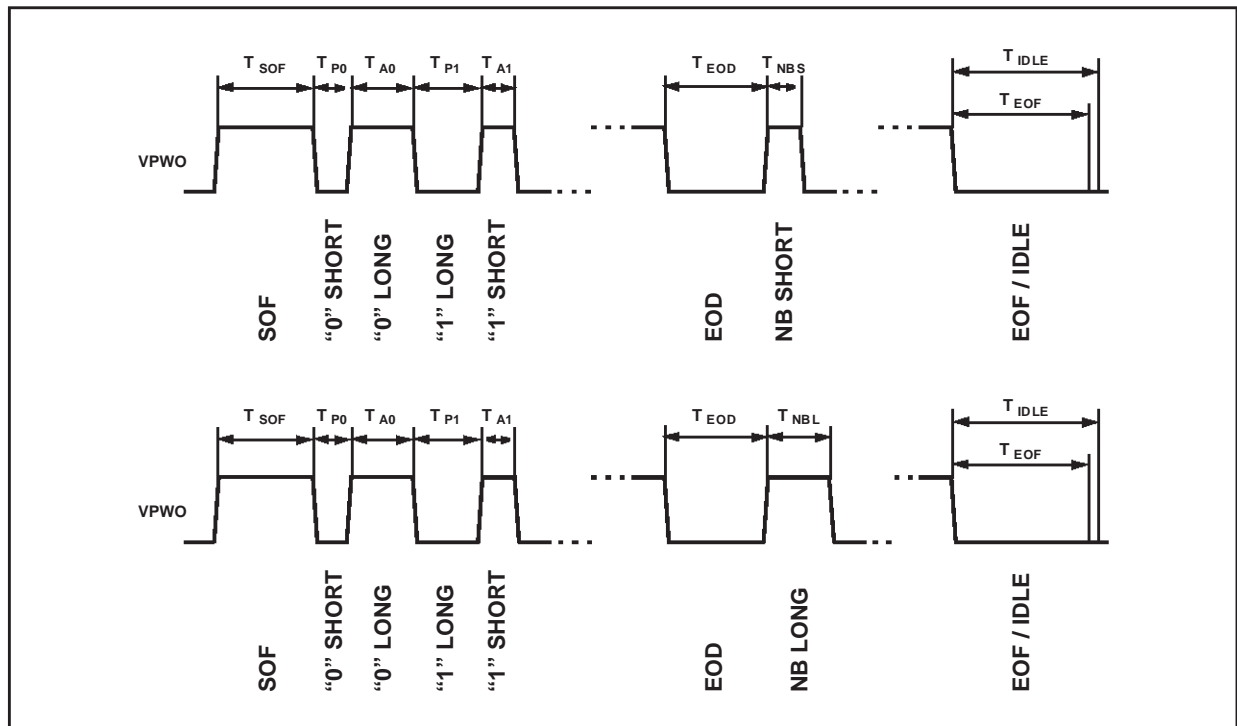 T SOF T P0 T A0 T P1 T A1 T EOD T NBS T IDLE
T EOF
VPWO
SOF
“0” SHORT
“0” LONG
“1” LONG
“1” SHORT
EOD
NB SHORT
EOF / IDLE
T SOF T P0 T A0 T P1 T A1 T EOD T NBL T IDLE
T EOF
VPWO
SOF
“0” SHORT
“0” LONG
“1” LONG
“1” SHORT
EOD
NB LONG
EOF / IDLE